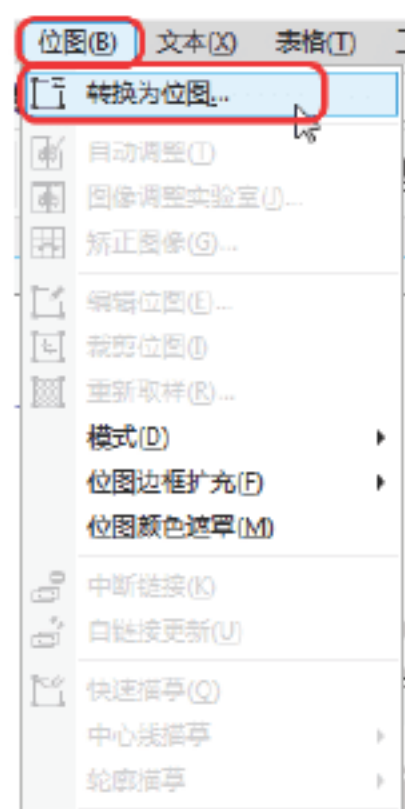 位图(B) 文本(X) 表格(T)
转换为位图...
自动调整(T)
图像调整实验室(J)...
矫正图像(G)...
编辑位图(E)...
裁剪位图(I)
重新取样(R)...
模式(D)
位图边框扩充(F)
位图颜色遮罩(M)
中断链接(K)
自链接更新(U)
快速描摹(Q)
中心线描摹
轮廓描摹